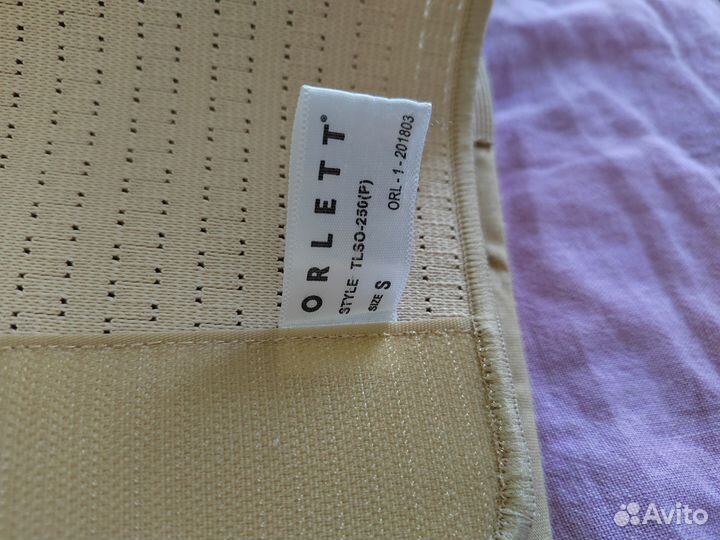 ORLETT®
STYLE TLSO-250(P)
SIZE S
ORL-1-201803
Avito